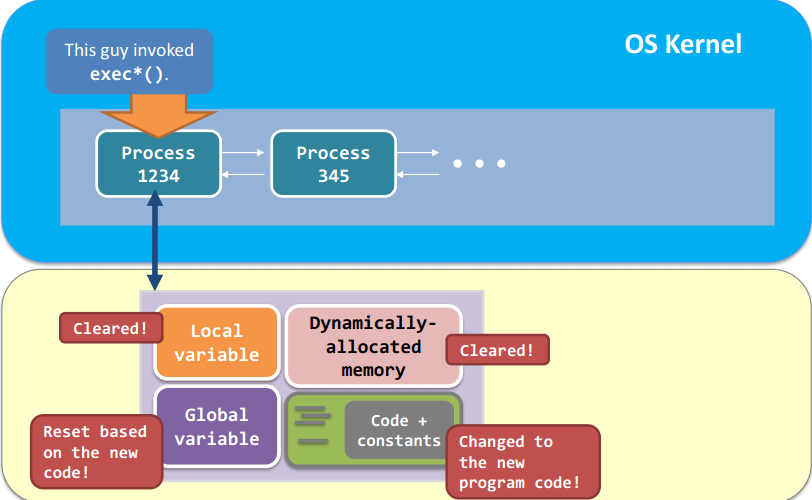 OS Kernel
This guy invoked
exec*().
Process
1234
Process
345
Cleared!
Local
variable
Dynamically-
allocated
memory
Cleared!
Global
variable
Reset based
on the new
code!
Code +
constants
Changed to
the new
program code!